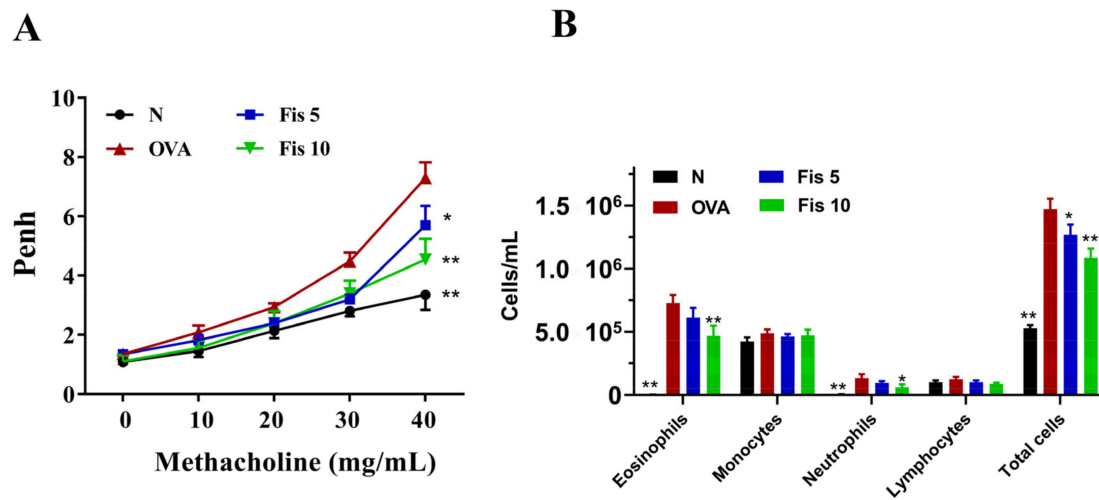 A
10
8
6
4
2
0
Penh
N
OVA
Fis 5
Fis 10
*
**
**
0 10 20 30 40
Methacholine (mg/mL)
B
N
OVA
Fis 5
Fis 10
1.5 10⁶
1.0 10⁶
5.0 10⁵
0
Cells/mL
**
**
**
*
**
*
**
Eosinophils
Monocytes
Neutrophils
Lymphocytes
Total cells